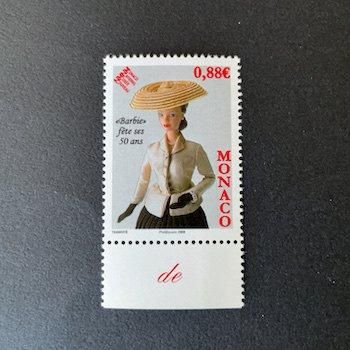 0,88€
«Barbie»
fête ses
50 ans
MONACO
de